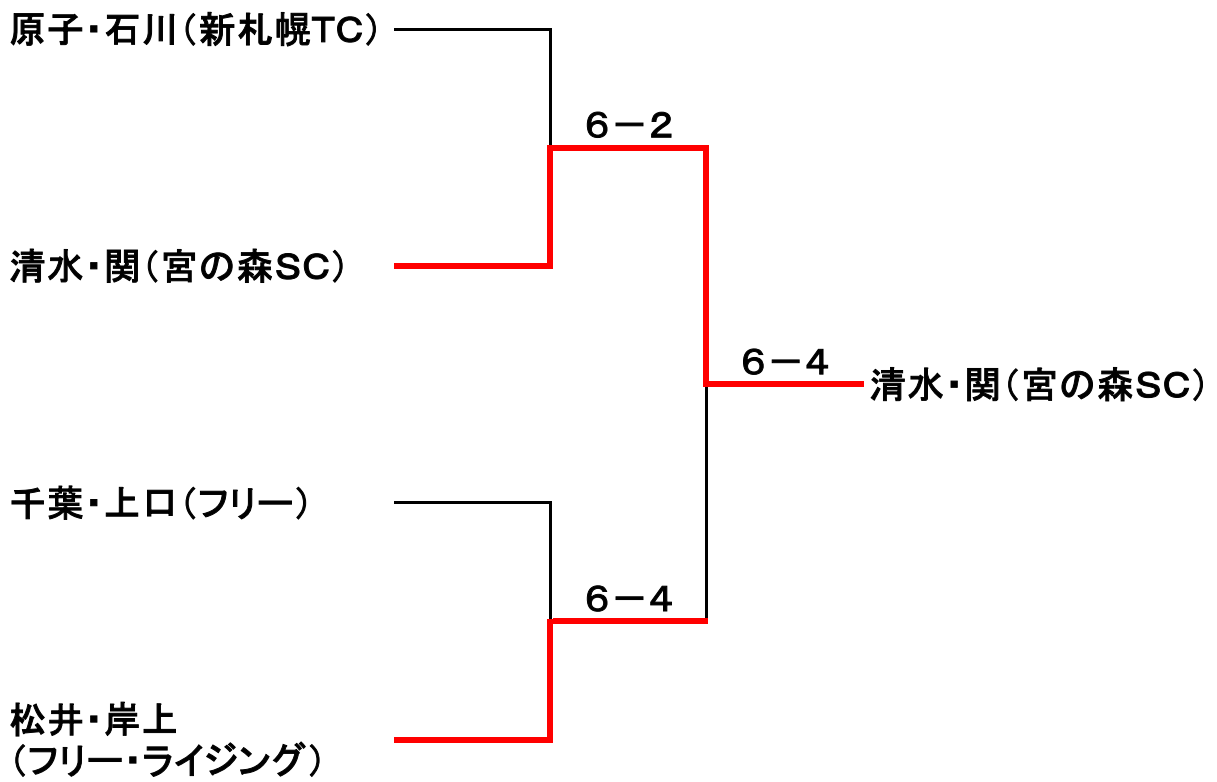 原子・石川（新札幌TC）
6－2
清水・関（宮の森SC）
6－4
清水・関（宮の森SC）
千葉・上口（フリー）
6－4
松井・岸上
（フリー・ライジング）